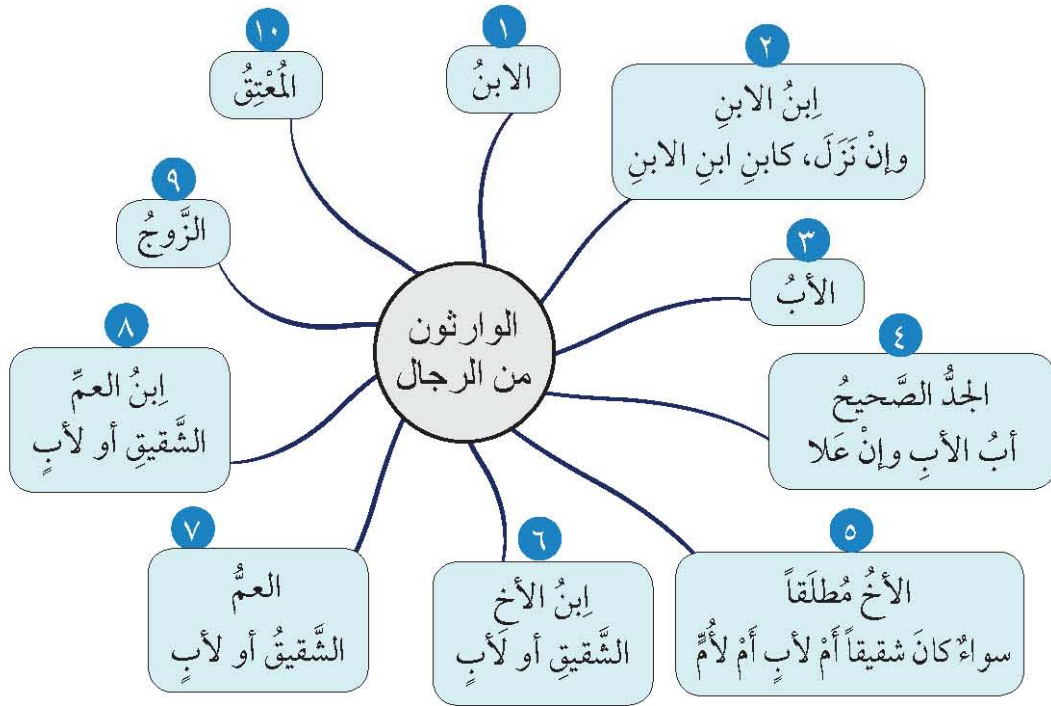 الوارثون
من الرجال
١
الابنُ
٢
اِبنُ الابنِ
وإنْ نَزَلَ، كابنِ ابنِ الابنِ
٣
الأبُ
٤
الجدُّ الصَّحيحُ
أبُ الأبِ وإنْ عَلا
٥
الأخُ مُطلَقاً
سواءٌ كانَ شقيقاً أَمْ لأبٍ أَمْ لأُمٍّ
٦
اِبنُ الأخِ
الشَّقيقِ أو لَأبٍ
٧
العمُّ
الشَّقيقُ أو لأبٍ
٨
اِبنُ العمِّ
الشَّقيقِ أو لأبٍ
٩
الزَّوجُ
١٠
المُعْتِقُ